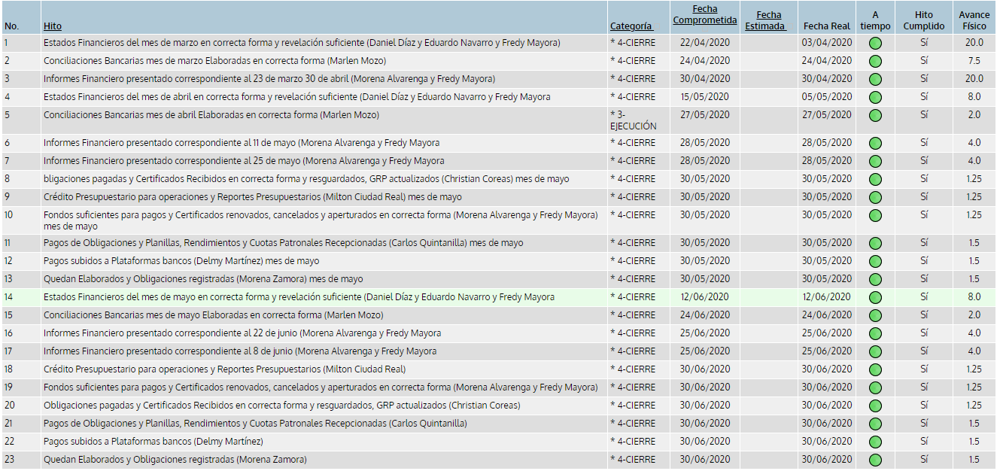 No. Hito Categoría Fecha Comprometida Fecha Estimada Fecha Real A tiempo Hito Cumplido Avance Físico
1 Estados Financieros del mes de marzo en correcta forma y revelación suficiente (Daniel Díaz y Eduardo Navarro y Fredy Mayora) * 4-CIERRE 22/04/2020 03/04/2020 Sí 20.0
2 Conciliaciones Bancarias mes de marzo Elaboradas en correcta forma (Marlen Mozo) * 4-CIERRE 24/04/2020 24/04/2020 Sí 7.5
3 Informes Financiero presentado correspondiente al 23 de marzo 30 de abril (Morena Alvarenga y Fredy Mayora) * 4-CIERRE 30/04/2020 30/04/2020 Sí 20.0
4 Estados Financieros del mes de abril en correcta forma y revelación suficiente (Daniel Díaz y Eduardo Navarro y Fredy Mayora * 4-CIERRE 15/05/2020 05/05/2020 Sí 8.0
5 Conciliaciones Bancarias mes de abril Elaboradas en correcta forma (Marlen Mozo) * 3-EJECUCIÓN 27/05/2020 27/05/2020 Sí 2.0
6 Informes Financiero presentado correspondiente al 11 de mayo (Morena Alvarenga y Fredy Mayora * 4-CIERRE 28/05/2020 28/05/2020 Sí 4.0
7 Informes Financiero presentado correspondiente al 25 de mayo (Morena Alvarenga y Fredy Mayora * 4-CIERRE 28/05/2020 28/05/2020 Sí 4.0
8 bligaciones pagadas y Certificados Recibidos en correcta forma y resguardados, GRP actualizados (Christian Coreas) mes de mayo * 4-CIERRE 30/05/2020 30/05/2020 Sí 1.25
9 Crédito Presupuestario para operaciones y Reportes Presupuestarios (Milton Ciudad Real) mes de mayo * 4-CIERRE 30/05/2020 30/05/2020 Sí 1.25
10 Fondos suficientes para pagos y Certificados renovados, cancelados y aperturados en correcta forma (Morena Alvarenga y Fredy Mayora) * 4-CIERRE 30/05/2020 30/05/2020 Sí 1.25
mes de mayo
11 Pagos de Obligaciones y Planillas, Rendimientos y Cuotas Patronales Recepcionadas (Carlos Quintanilla) mes de mayo * 4-CIERRE 30/05/2020 30/05/2020 Sí 1.5
12 Pagos subidos a Plataformas bancos (Delmy Martínez) mes de mayo * 4-CIERRE 30/05/2020 30/05/2020 Sí 1.5
13 Quedan Elaborados y Obligaciones registradas (Morena Zamora) mes de mayo * 4-CIERRE 30/05/2020 30/05/2020 Sí 1.5
14 Estados Financieros del mes de mayo en correcta forma y revelación suficiente (Daniel Díaz y Eduardo Navarro y Fredy Mayora * 4-CIERRE 12/06/2020 12/06/2020 Sí 8.0
15 Conciliaciones Bancarias mes de mayo Elaboradas en correcta forma (Marlen Mozo) * 4-CIERRE 24/06/2020 24/06/2020 Sí 2.0
16 Informes Financiero presentado correspondiente al 22 de junio (Morena Alvarenga y Fredy Mayora * 4-CIERRE 25/06/2020 25/06/2020 Sí 4.0
17 Informes Financiero presentado correspondiente al 8 de junio (Morena Alvarenga y Fredy Mayora * 4-CIERRE 25/06/2020 25/06/2020 Sí 4.0
18 Crédito Presupuestario para operaciones y Reportes Presupuestarios (Milton Ciudad Real) * 4-CIERRE 30/06/2020 30/06/2020 Sí 1.25
19 Fondos suficientes para pagos y Certificados renovados, cancelados y aperturados en correcta forma (Morena Alvarenga y Fredy Mayora) * 4-CIERRE 30/06/2020 30/06/2020 Sí 1.25
20 Obligaciones pagadas y Certificados Recibidos en correcta forma y resguardados, GRP actualizados (Christian Coreas) * 4-CIERRE 30/06/2020 30/06/2020 Sí 1.25
21 Pagos de Obligaciones y Planillas, Rendimientos y Cuotas Patronales Recepcionadas (Carlos Quintanilla) * 4-CIERRE 30/06/2020 30/06/2020 Sí 1.5
22 Pagos subidos a Plataformas bancos (Delmy Martínez) * 4-CIERRE 30/06/2020 30/06/2020 Sí 1.5
23 Quedan Elaborados y Obligaciones registradas (Morena Zamora) * 4-CIERRE 30/06/2020 30/06/2020 Sí 1.5